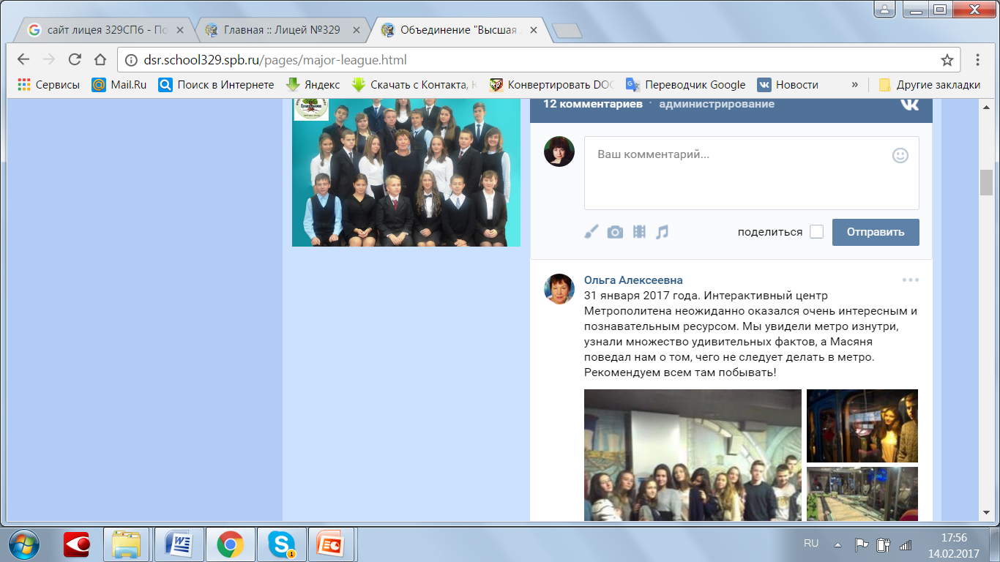 сайт лицея 329СПб - По
Главная :: Лицей №329
Объединение "Высшая
dsr.school329.spb.ru/pages/major-league.html
Сервисы
Mail.Ru
Поиск в Интернете
Яндекс
Скачать с Контакта,
Конвертировать DOC
Переводчик Google
Новости
»
Другие закладки
12 комментариев · администрирование
Ваш комментарий...
поделиться
Отправить
Ольга Алексеевна
31 января 2017 года. Интерактивный центр
Метрополитена неожиданно оказался очень интересным и
познавательным ресурсом. Мы увидели метро изнутри,
узнали множество удивительных фактов, а Масяня
поведал нам о том, чего не следует делать в метро.
Рекомендуем всем там побывать!
RU
17:56
14.02.2017